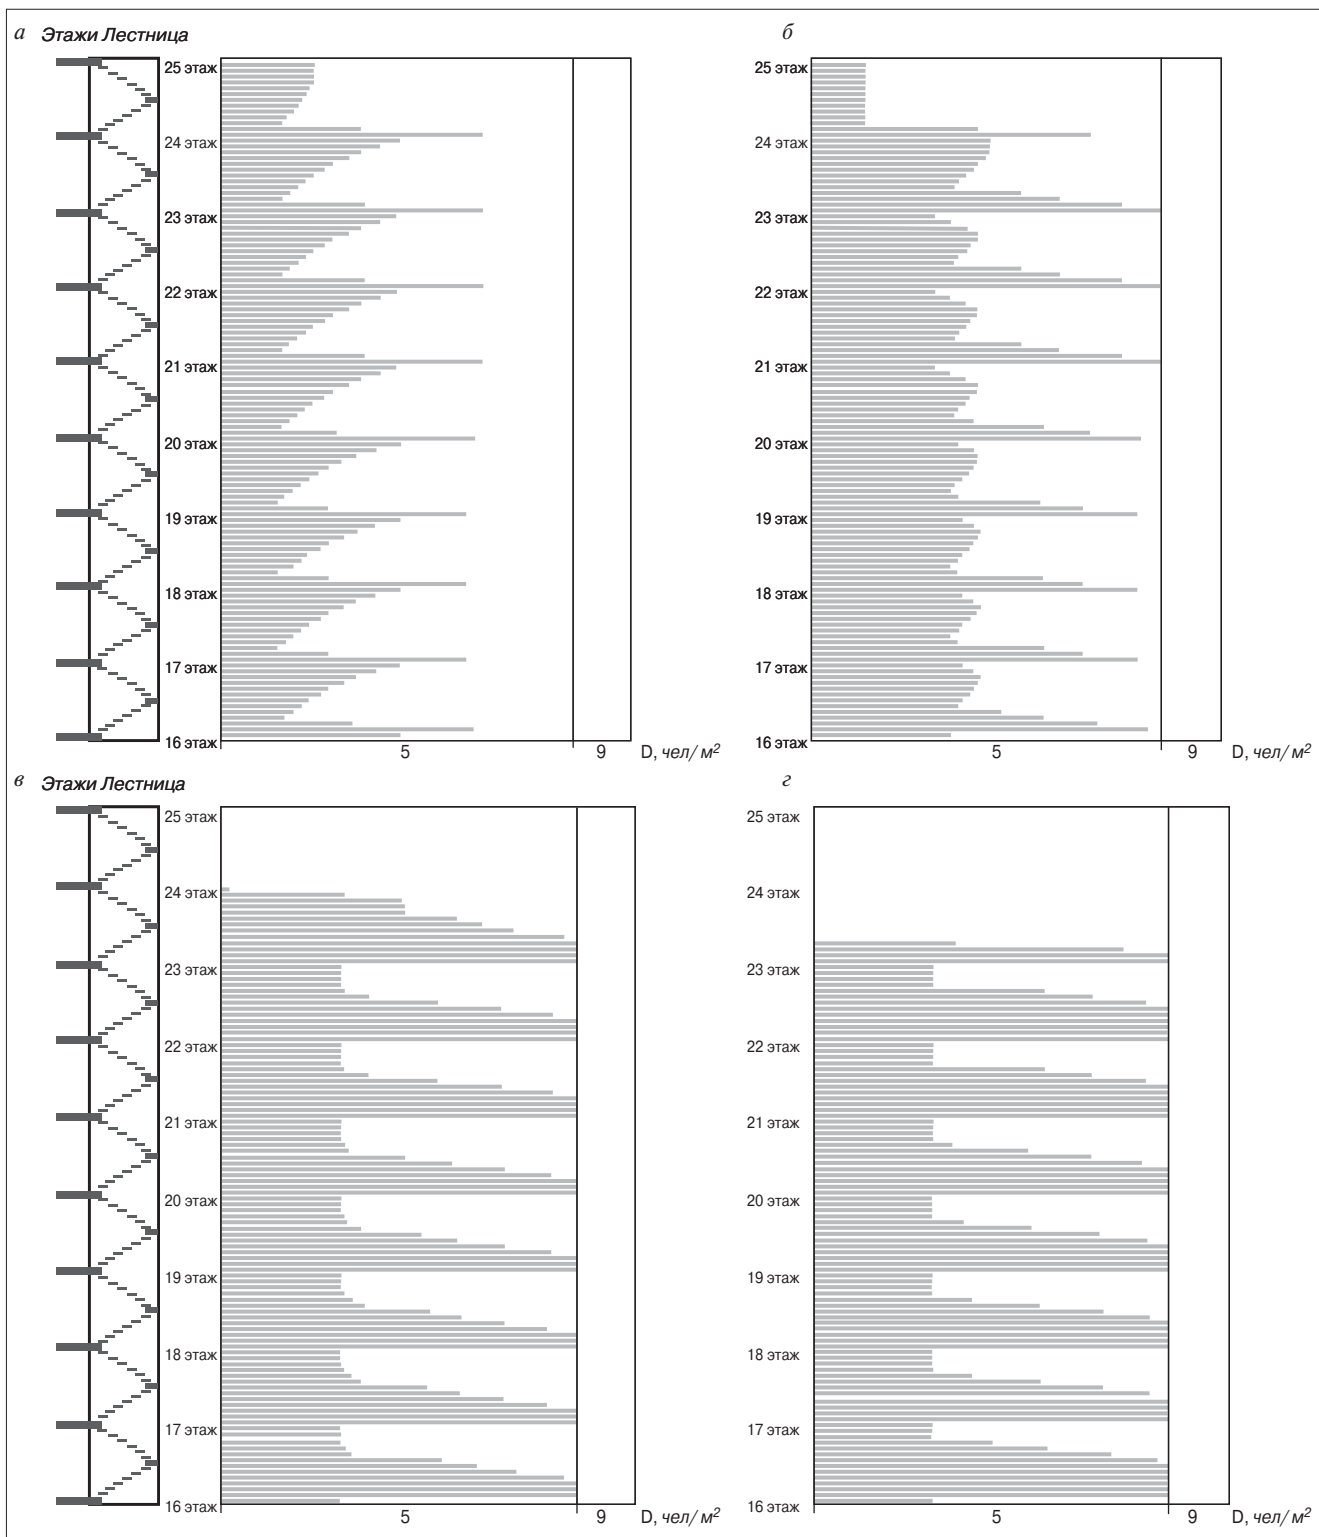 а Этажи Лестница
25 этаж
24 этаж
23 этаж
22 этаж
21 этаж
20 этаж
19 этаж
18 этаж
17 этаж
16 этаж
5 9 D, чел/м²
б
25 этаж
24 этаж
23 этаж
22 этаж
21 этаж
20 этаж
19 этаж
18 этаж
17 этаж
16 этаж
5 9 D, чел/м²
в Этажи Лестница
25 этаж
24 этаж
23 этаж
22 этаж
21 этаж
20 этаж
19 этаж
18 этаж
17 этаж
16 этаж
5 9 D, чел/м²
г
25 этаж
24 этаж
23 этаж
22 этаж
21 этаж
20 этаж
19 этаж
18 этаж
17 этаж
16 этаж
5 9 D, чел/м²